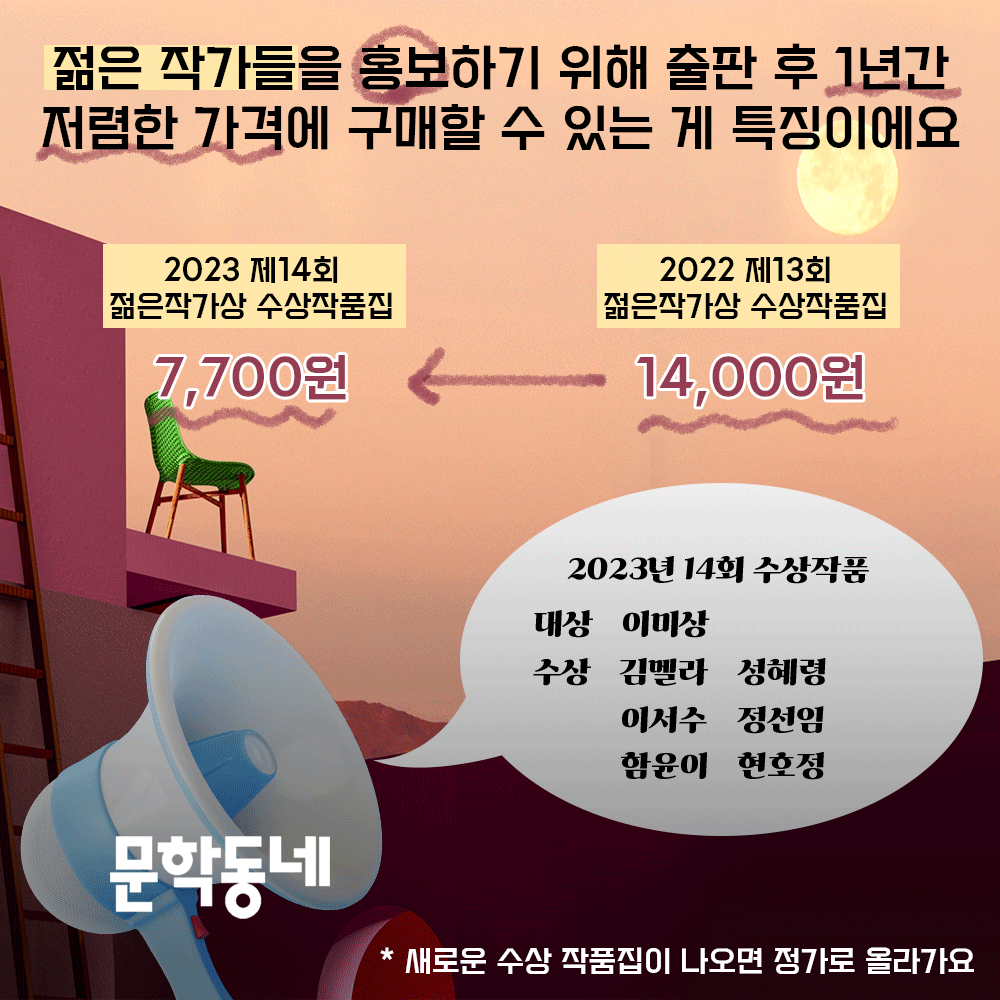 젊은 작가들을 홍보하기 위해 출판 후 1년간
저렴한 가격에 구매할 수 있는 게 특징이에요
2023 제14회
젊은작가상 수상작품집
7,700원
2022 제13회
젊은작가상 수상작품집
14,000원
2023년 14회 수상작품
대상 이미상
수상 김멜라 성혜령
이서수 정선임
함윤이 현호정
문학동네
* 새로운 수상 작품집이 나오면 정가로 올라가요